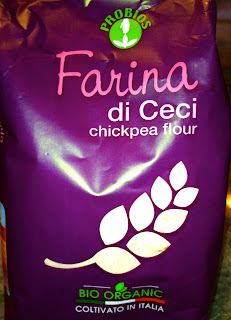 PROBIOS
Farina
di Ceci
chickpea flour
BIO ORGANIC
COLTIVATO IN ITALIA